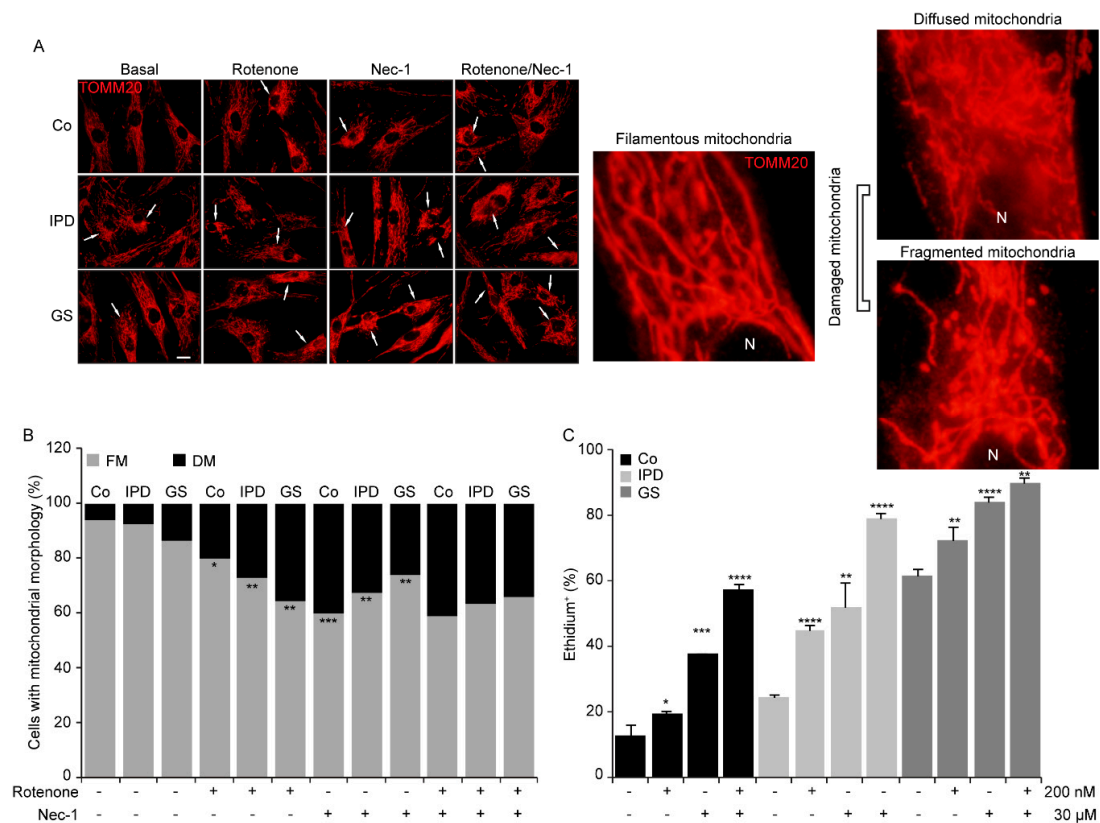 A
Basal
Rotenone
Nec-1
Rotenone/Nec-1
TOMM20
Co
IPD
GS
Filamentous mitochondria
TOMM20
N
Damaged mitochondria
Diffused mitochondria
N
Fragmented mitochondria
N
B
Cells with mitochondrial morphology (%)
120
100
80
60
40
20
0
FM
DM
Co IPD GS Co IPD GS Co IPD GS Co IPD GS
* ** ** *** ** **
Rotenone - - - + + + - - - + + +
Nec-1 - - - - - - + + + + + +
C
Ethidium+ (%)
100
80
60
40
20
0
Co
IPD
GS
* *** **** **** ** **** ** **** **
- + - + - + - + - + - + 200 nM
- - + + - - + + - - + + 30 µM